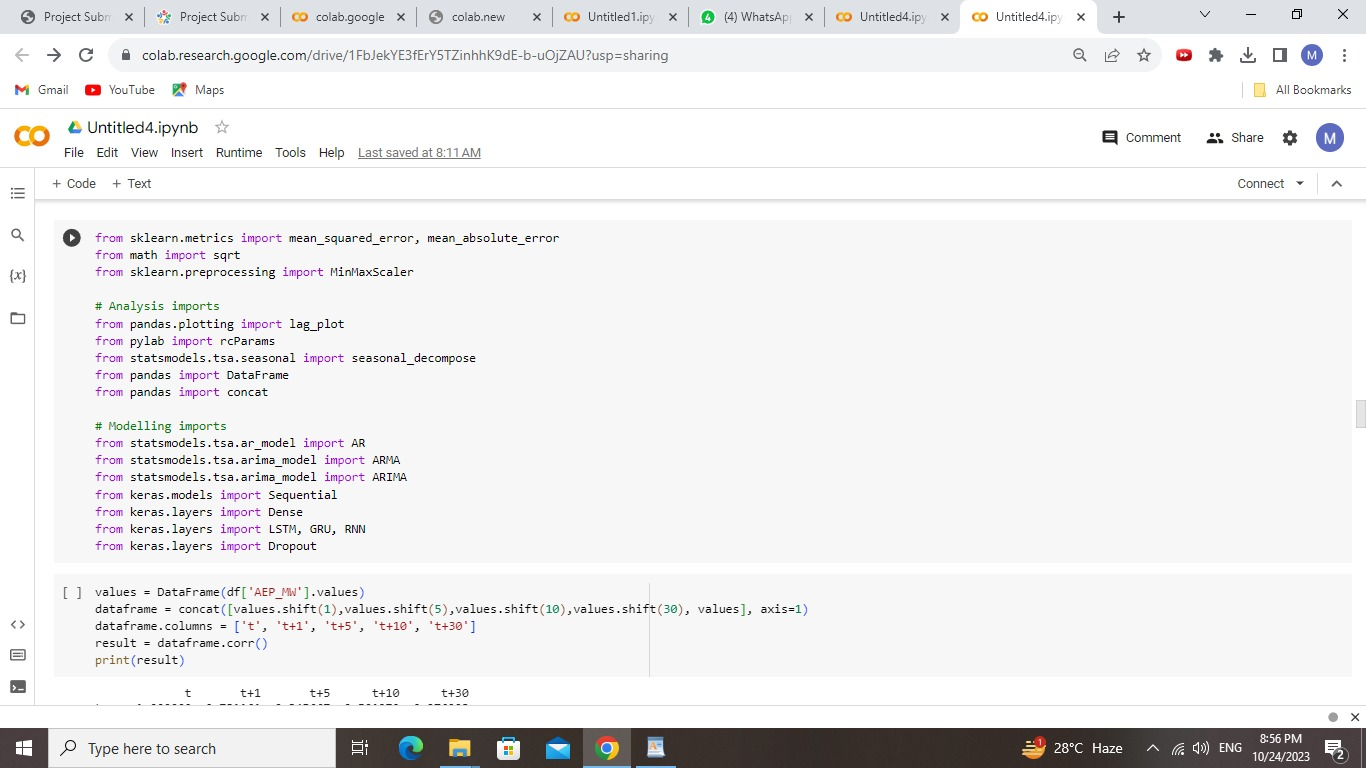 Project Subm
Project Subm
colab.google
colab.new
Untitled1.ipy
(4) WhatsAp
Untitled4.ipy
Untitled4.ipy
colab.research.google.com/drive/1FbJekYE3fErY5TZinhhK9dE-b-uOjZAU?usp=sharing
M
Gmail
YouTube
Maps
All Bookmarks
Untitled4.ipynb
File Edit View Insert Runtime Tools Help Last saved at 8:11 AM
Comment
Share
M
+ Code + Text
Connect
from sklearn.metrics import mean_squared_error, mean_absolute_error
from math import sqrt
from sklearn.preprocessing import MinMaxScaler
# Analysis imports
from pandas.plotting import lag_plot
from pylab import rcParams
from statsmodels.tsa.seasonal import seasonal_decompose
from pandas import DataFrame
from pandas import concat
# Modelling imports
from statsmodels.tsa.ar_model import AR
from statsmodels.tsa.arima_model import ARMA
from statsmodels.tsa.arima_model import ARIMA
from keras.models import Sequential
from keras.layers import Dense
from keras.layers import LSTM, GRU, RNN
from keras.layers import Dropout
[ ] values = DataFrame(df['AEP_MW'].values)
dataframe = concat([values.shift(1),values.shift(5),values.shift(10),values.shift(30), values], axis=1)
dataframe.columns = ['t', 't+1', 't+5', 't+10', 't+30']
result = dataframe.corr()
print(result)
t t+1 t+5 t+10 t+30
Type here to search
1
28°C Haze
ENG
8:56 PM
10/24/2023
2